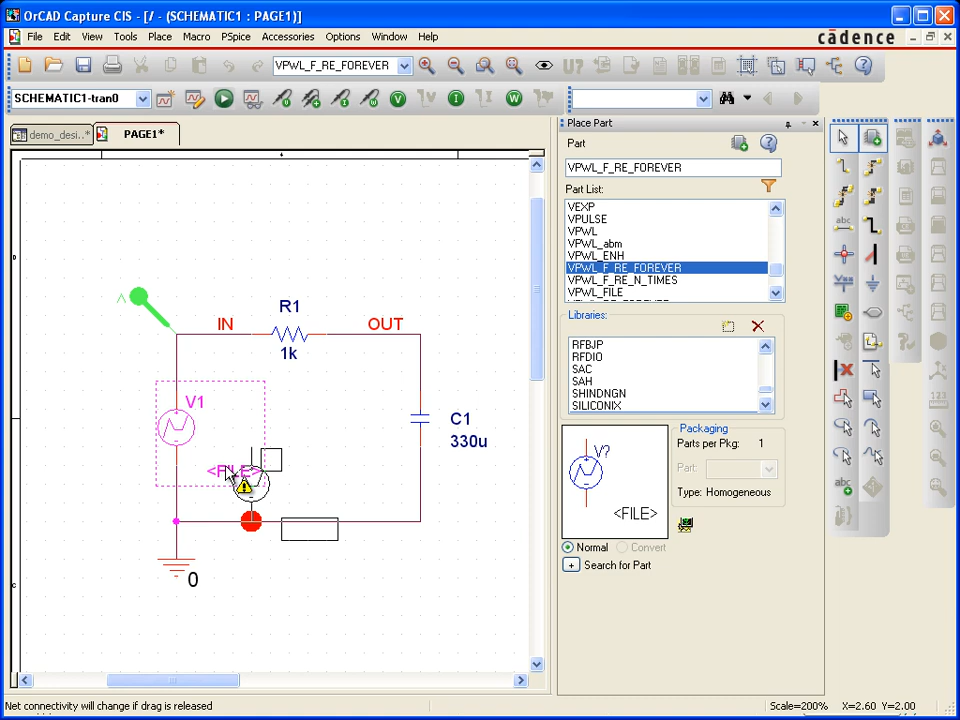 OrCAD Capture CIS - [/ - (SCHEMATIC1 : PAGE1)]
File Edit View Tools Place Macro PSpice Accessories Options Window Help
cādence
VPWL_F_RE_FOREVER
U?
SCHEMATIC1-tran0
V
I
W
demo_desi..*
PAGE1*
Place Part
Part
VPWL_F_RE_FOREVER
Part List:
VEXP
VPULSE
VPWL
VPWL_abm
VPWL_ENH
VPWL_F_RE_FOREVER
VPWL_F_RE_N_TIMES
VPWL_FILE
Libraries:
RFBJP
RFDIO
SAC
SAH
SHINDNGN
SILICONIX
V?
<FILE>
Packaging
Parts per Pkg: 1
Part:
Type: Homogeneous
Normal
Convert
+ Search for Part
abc
abc
123
R1
IN
OUT
1k
V1
<FILE>
C1
330u
0
D
C
Net connectivity will change if drag is released
Scale=200% X=2.60 Y=2.00